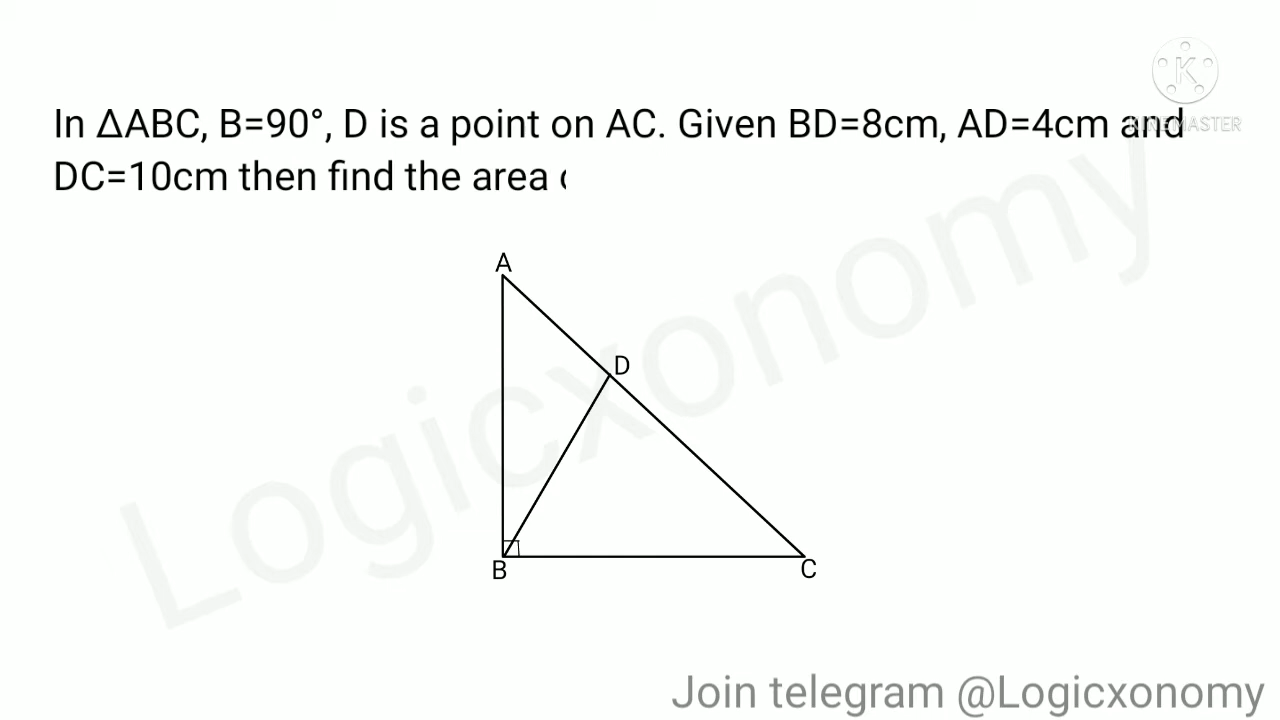 In ΔABC, B=90°, D is a point on AC. Given BD=8cm, AD=4cm and
DC=10cm then find the area
K
KINEMASTER
A
D
B
C
Logicxonomy
Join telegram @Logicxonomy